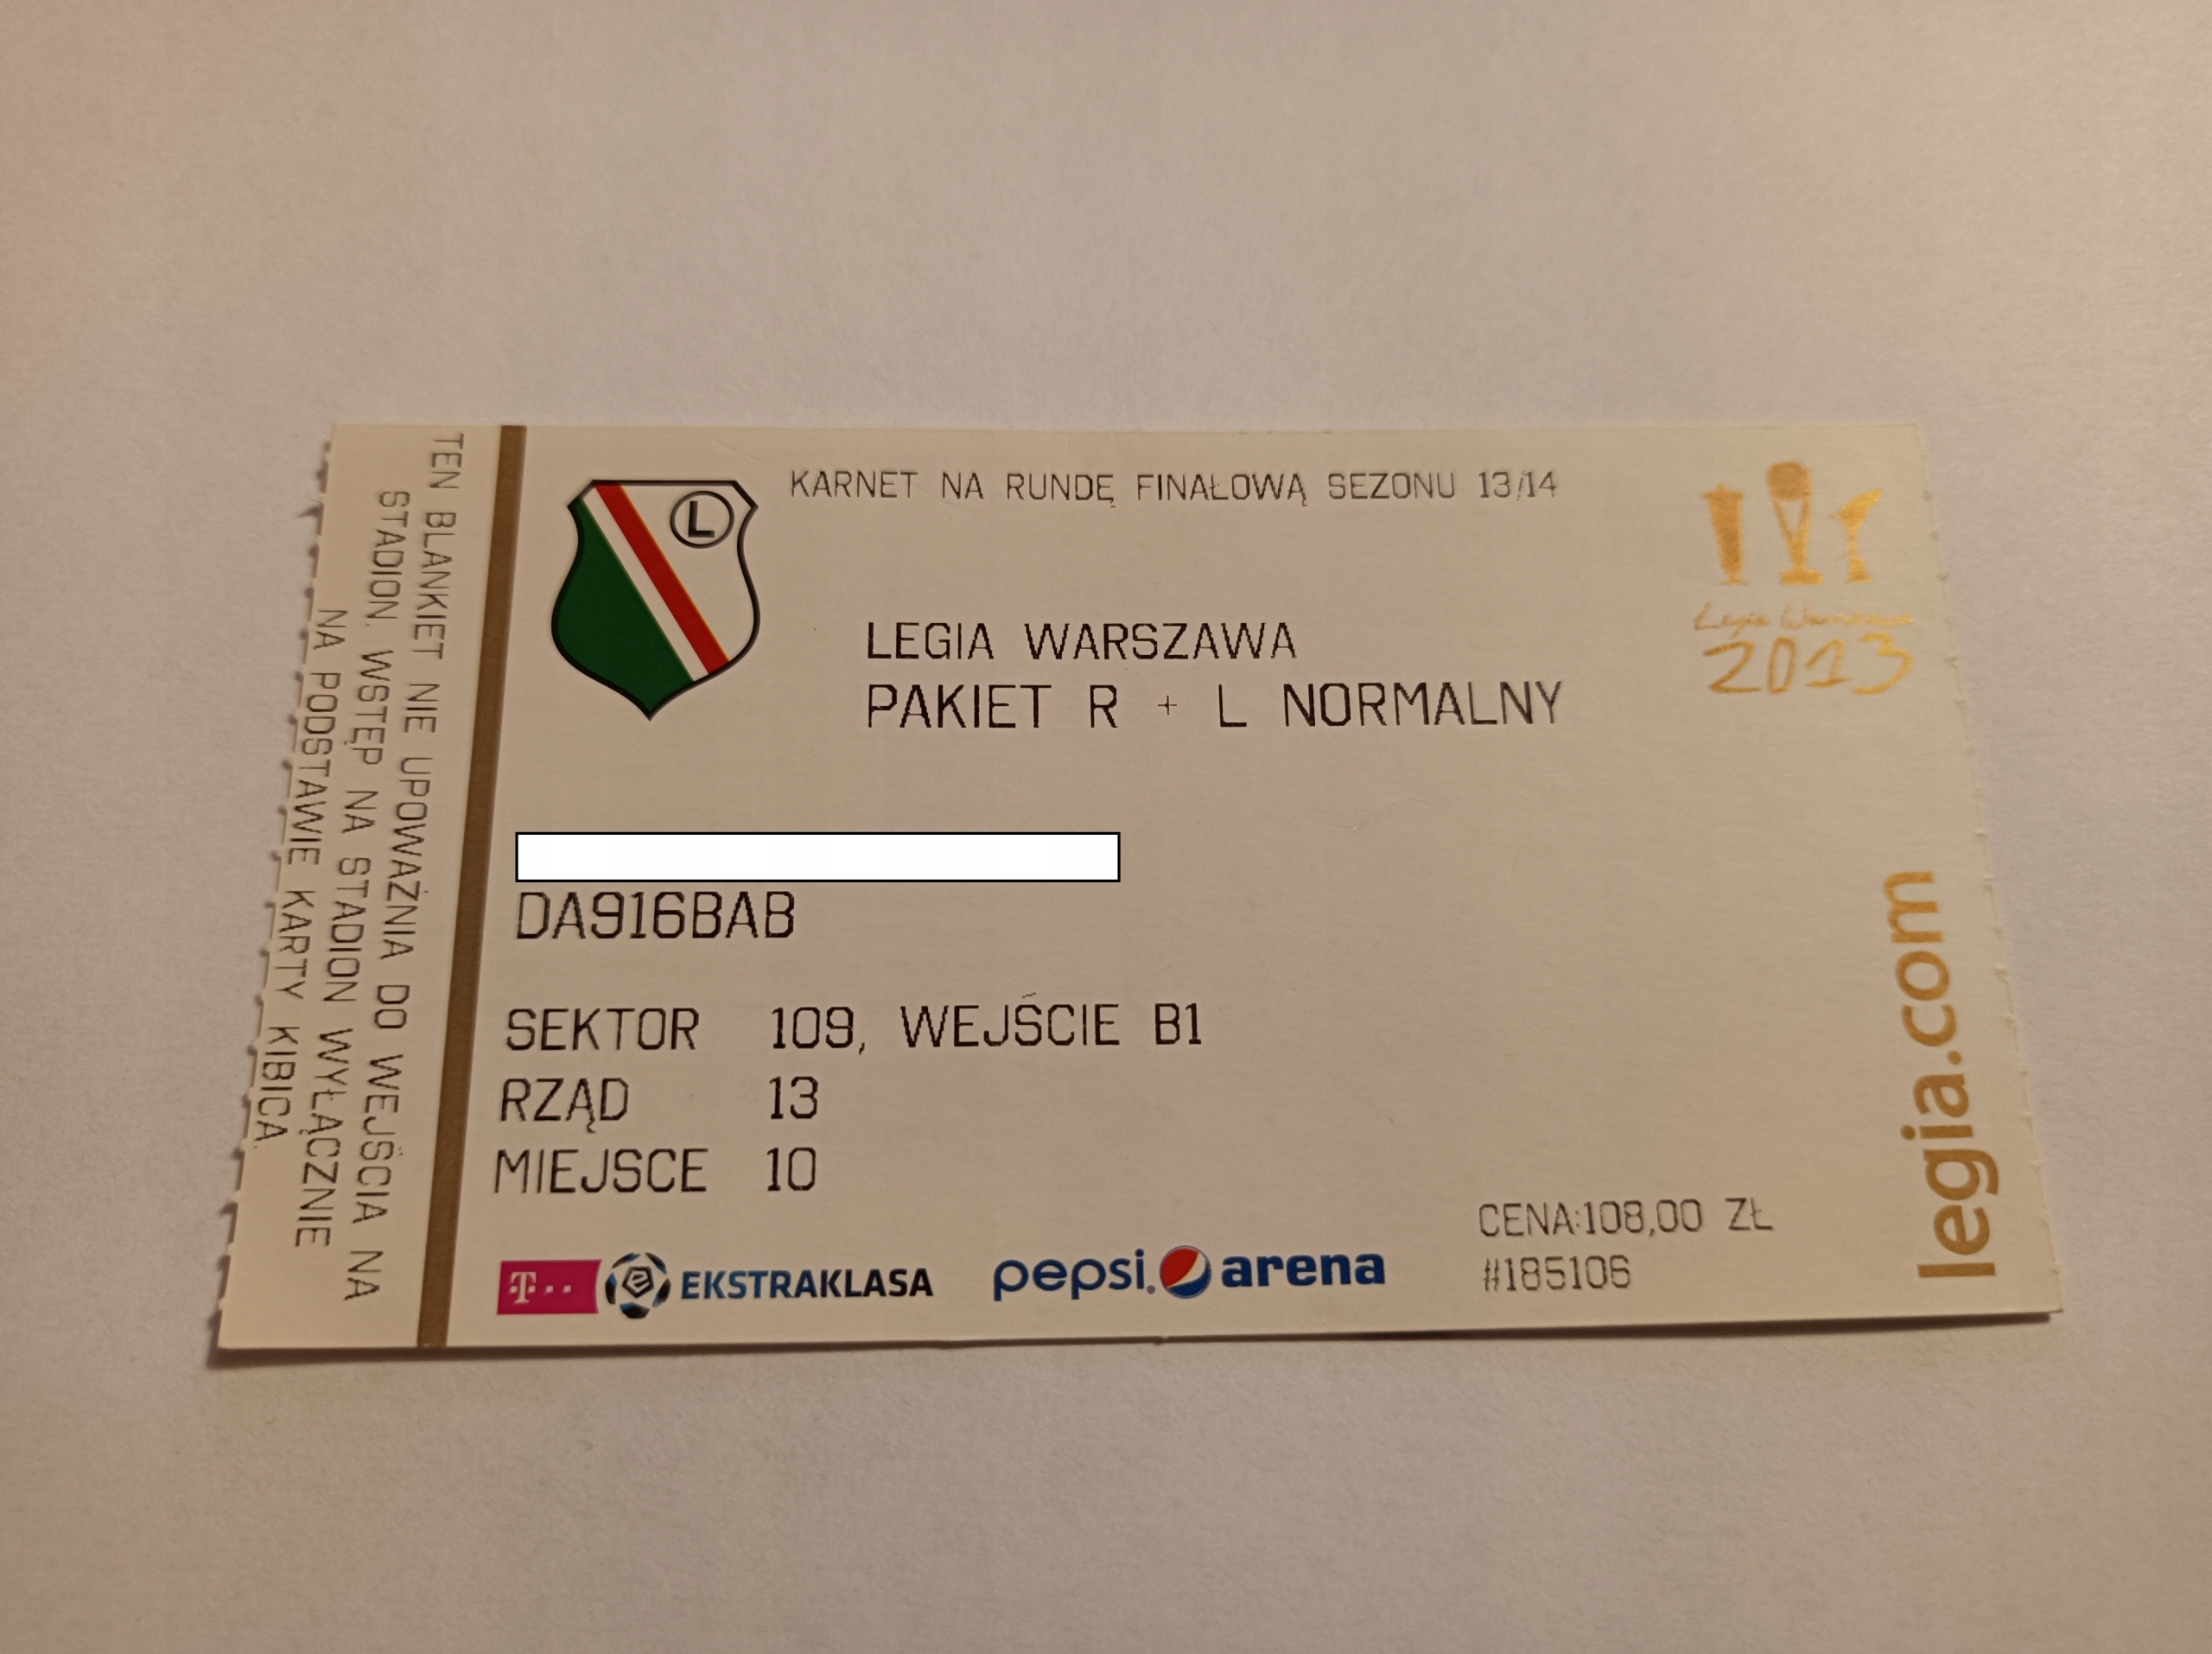 TEN BLANKIET NIE UPOWAŻNIA DO WEJŚCIA NA
STADION. WSTĘP NA STADION WYŁĄCZNIE
NA PODSTAWIE KARTY KIBICA.
L
KARNET NA RUNDĘ FINAŁOWĄ SEZONU 13/14
LEGIA WARSZAWA
PAKIET R + L NORMALNY
Legia Warszawa
2013
DA916BAB
SEKTOR 109, WEJŚCIE B1
RZĄD 13
MIEJSCE 10
CENA:108,00 ZŁ
#185106
T・・ EKSTRAKLASA
pepsi. arena
legia.com